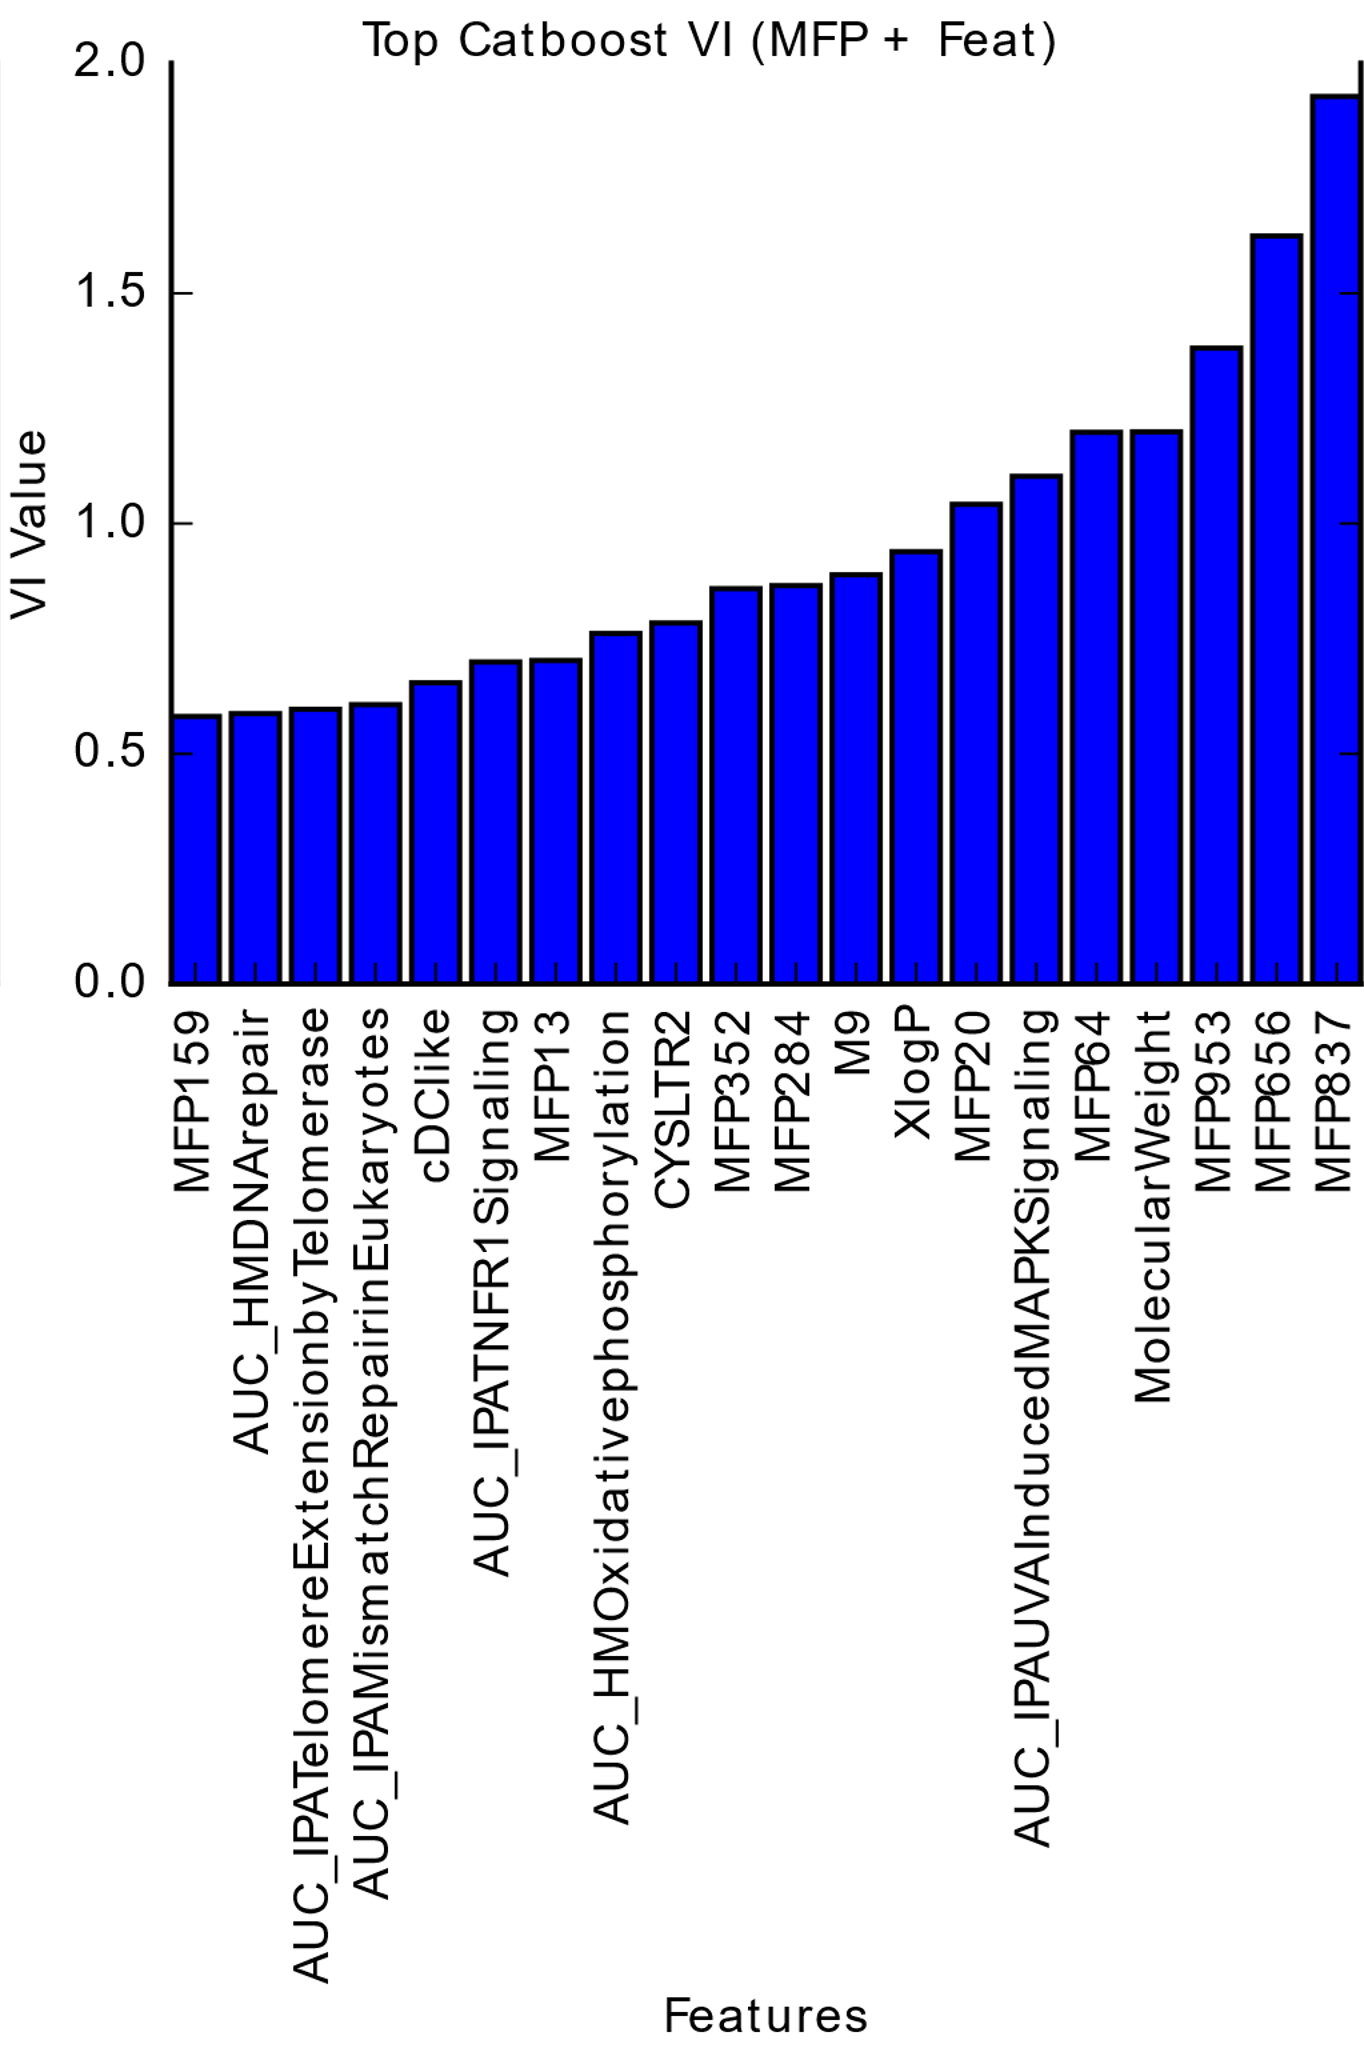 Top Catboost VI (MFP + Feat)
VI Value
2.0
1.5
1.0
0.5
0.0
MFP159
AUC_HMDNArepair
AUC_IPATelomereExtensionbyTelomerase
AUC_IPAMismatchRepairinEukaryotes
cDClike
AUC_IPATNFR1Signaling
MFP13
AUC_HMOxidativephosphorylation
CYSLTR2
MFP352
MFP284
M9
XlogP
MFP20
AUC_IPAUVAInducedMAPKSignaling
MFP64
MolecularWeight
MFP953
MFP656
MFP837
Features